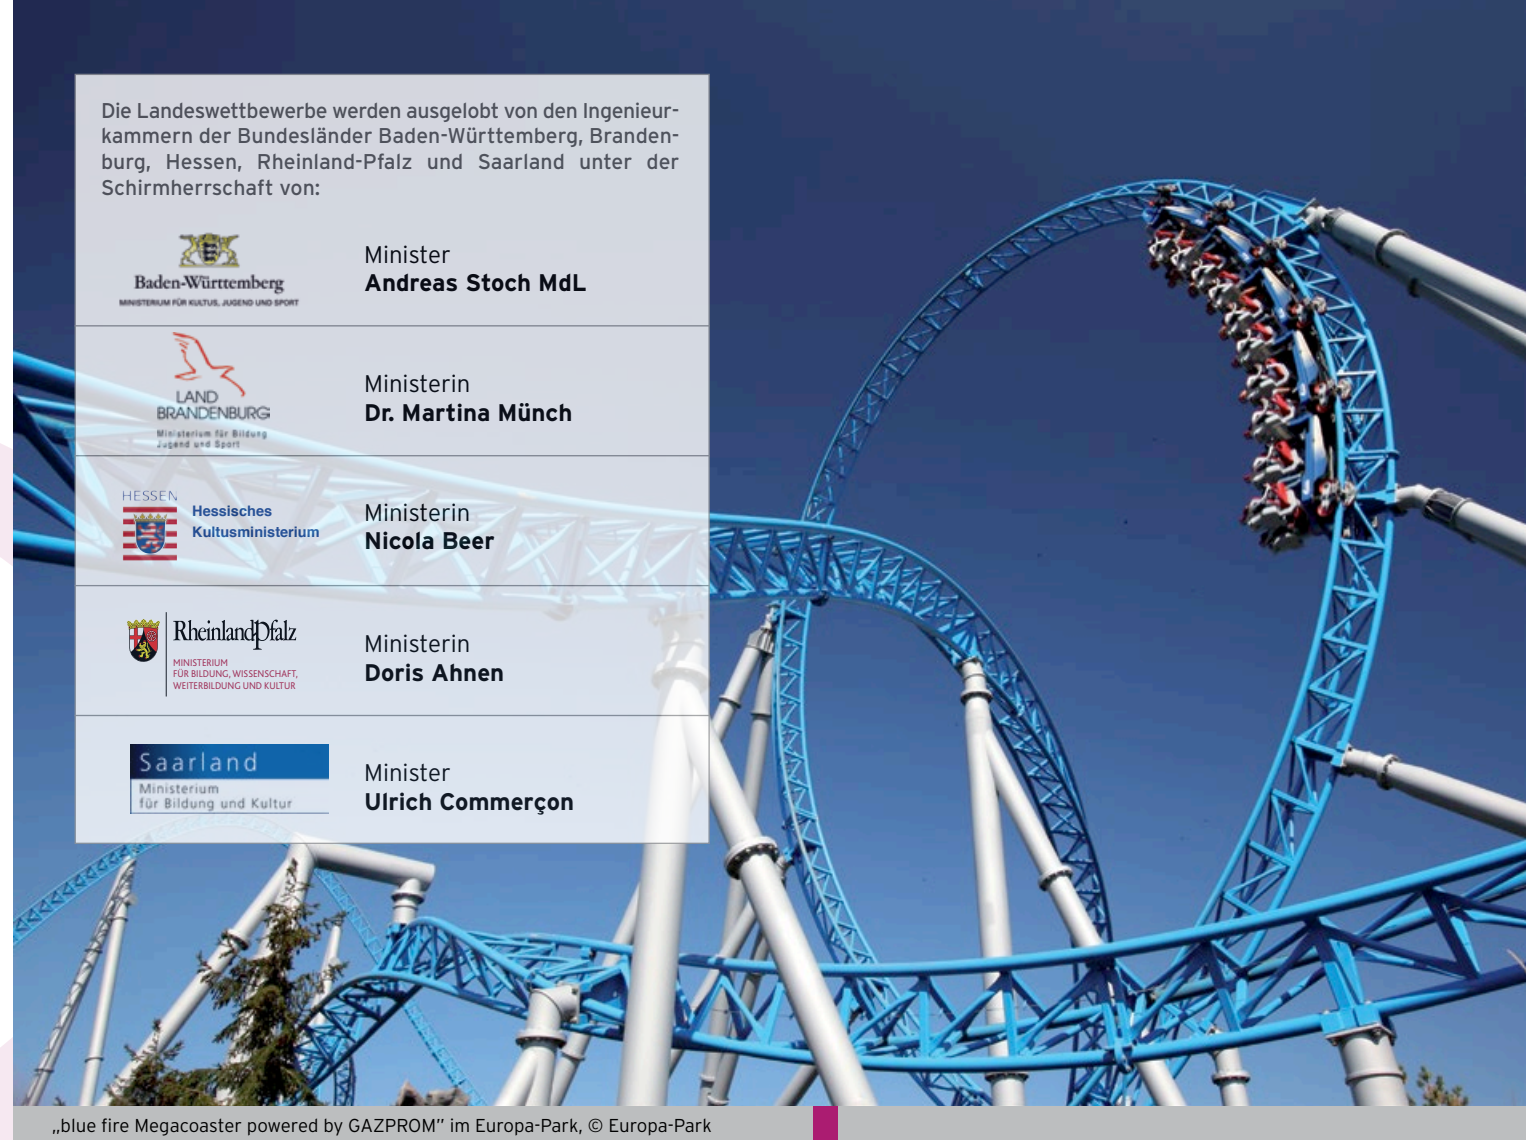 Die Landeswettbewerbe werden ausgelobt von den Ingenieur-
kammern der Bundesländer Baden-Württemberg, Branden-
burg, Hessen, Rheinland-Pfalz und Saarland unter der
Schirmherrschaft von:
Baden-Württemberg
MINISTERIUM FÜR KULTUS, JUGEND UND SPORT
Minister
Andreas Stoch MdL
LAND
BRANDENBURG
Ministerium für Bildung
Jugend und Sport
Ministerin
Dr. Martina Münch
HESSEN
Hessisches
Kultusministerium
Ministerin
Nicola Beer
RheinlandPfalz
MINISTERIUM
FÜR BILDUNG, WISSENSCHAFT,
WEITERBILDUNG UND KULTUR
Ministerin
Doris Ahnen
Saarland
Ministerium
für Bildung und Kultur
Minister
Ulrich Commerçon
„blue fire Megacoaster powered by GAZPROM“ im Europa-Park, © Europa-Park